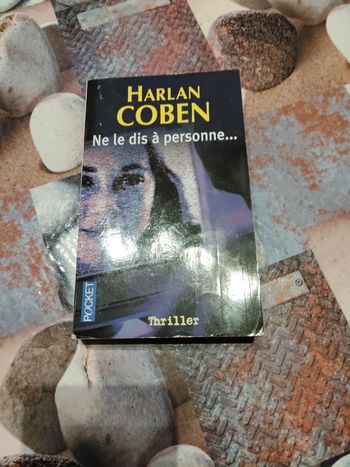 HARLAN
COBEN
Ne le dis à personne...
POCKET
Thriller